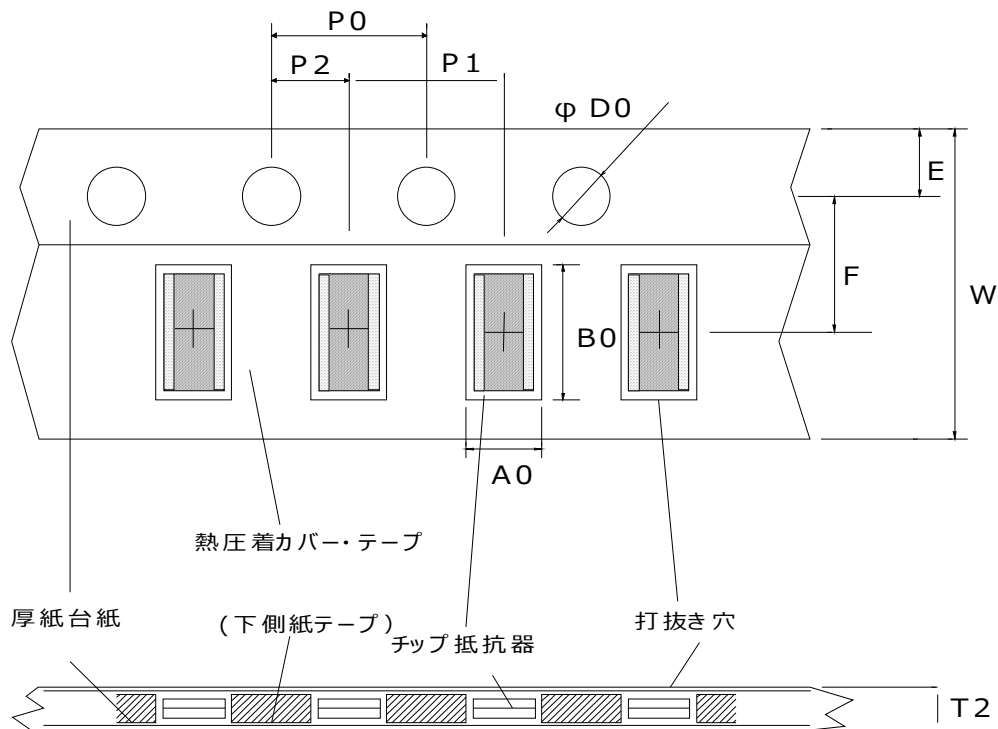 P0
P2
P1
φ D0
E
F
W
B0
A0
熱圧着カバー・テープ
厚紙台紙
(下側紙テープ)
チップ抵抗器
打抜き穴
T2